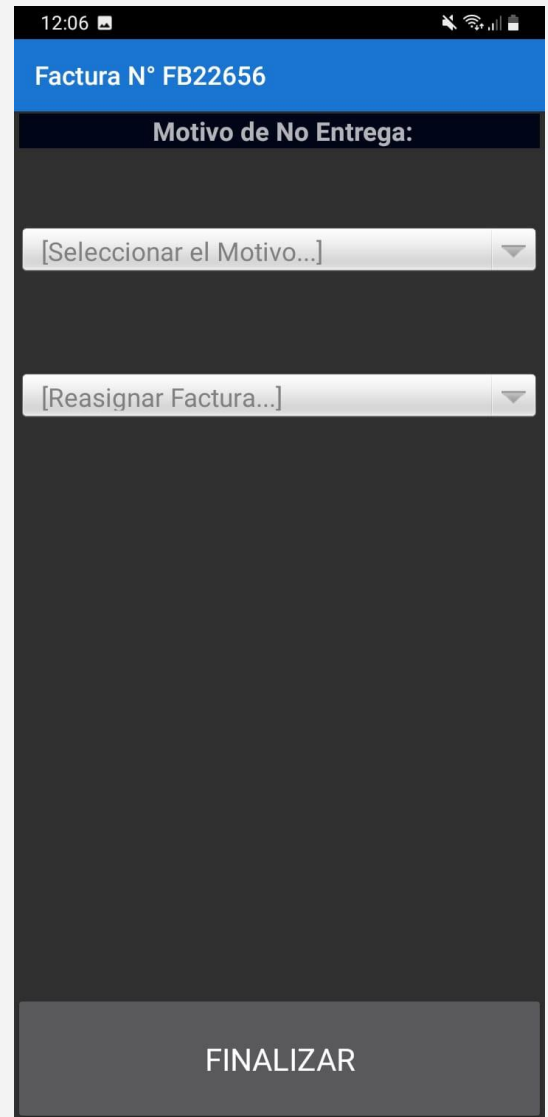 12:06
Factura N° FB22656
Motivo de No Entrega:
[Seleccionar el Motivo...]
[Reasignar Factura...]
FINALIZAR